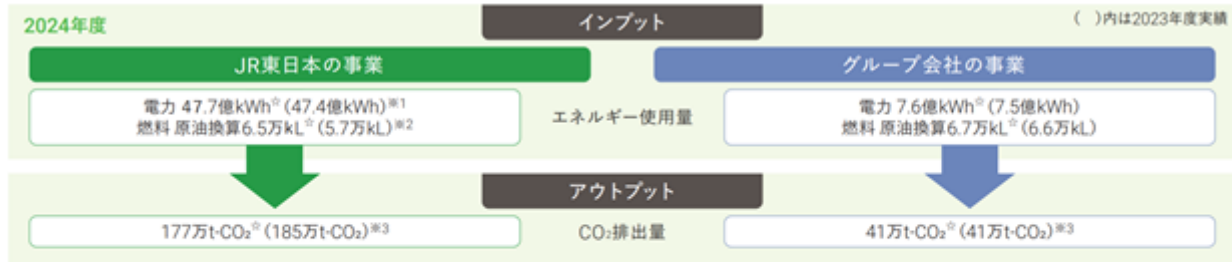 2024年度
インプット
( )内は2023年度実績
JR東日本の事業
グループ会社の事業
電力 47.7億kWh☆(47.4億kWh)※1
燃料 原油換算6.5万kL☆(5.7万kL)※2
エネルギー使用量
電力 7.6億kWh☆(7.5億kWh)
燃料 原油換算6.7万kL☆(6.6万kL)
アウトプット
177万t-CO₂☆(185万t-CO₂)※3
CO₂排出量
41万t-CO₂☆(41万t-CO₂)※3